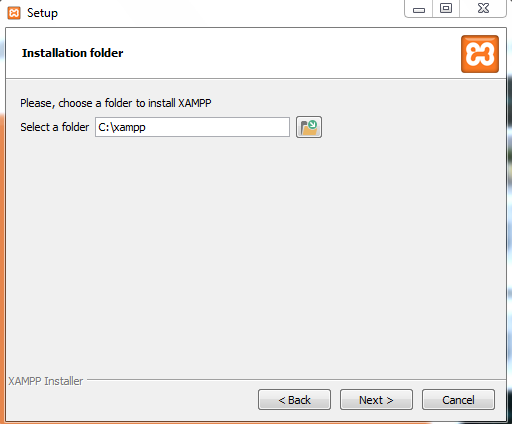 Setup
Installation folder
Please, choose a folder to install XAMPP
Select a folder C:\xampp
XAMPP Installer
< Back Next > Cancel